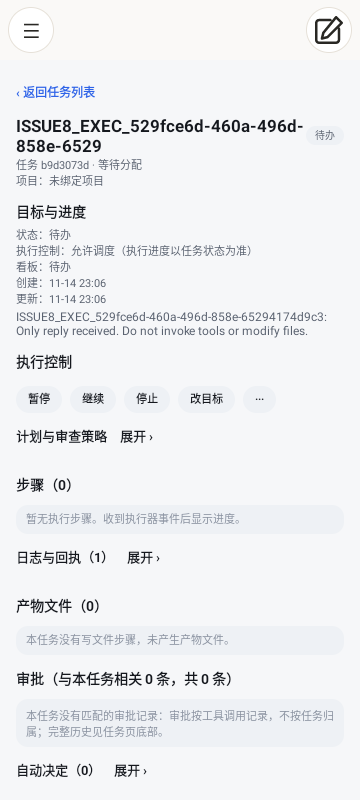 ‹ 返回任务列表
ISSUE8_EXEC_529fce6d-460a-496d-
858e-6529
待办
任务 b9d3073d · 等待分配
项目：未绑定项目
目标与进度
状态：待办
执行控制：允许调度（执行进度以任务状态为准）
看板：待办
创建：11-14 23:06
更新：11-14 23:06
ISSUE8_EXEC_529fce6d-460a-496d-858e-65294174d9c3:
Only reply received. Do not invoke tools or modify files.
执行控制
暂停 继续 停止 改目标 ···
计划与审查策略 展开 ›
步骤（0）
暂无执行步骤。收到执行器事件后显示进度。
日志与回执（1） 展开 ›
产物文件（0）
本任务没有写文件步骤，未产生产物文件。
审批（与本任务相关 0 条，共 0 条）
本任务没有匹配的审批记录：审批按工具调用记录，不按任务归
属；完整历史见任务页底部。
自动决定（0） 展开 ›